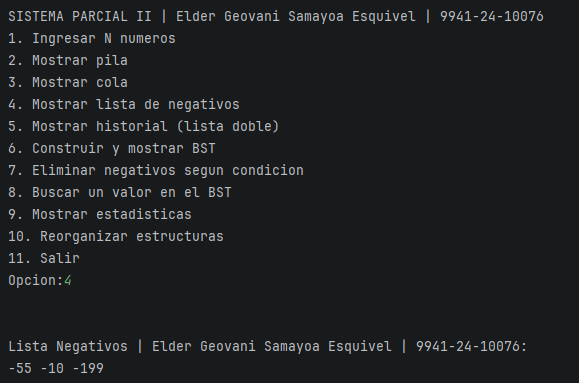 SISTEMA PARCIAL II | Elder Geovani Samayoa Esquivel | 9941-24-10076
1. Ingresar N numeros
2. Mostrar pila
3. Mostrar cola
4. Mostrar lista de negativos
5. Mostrar historial (lista doble)
6. Construir y mostrar BST
7. Eliminar negativos segun condicion
8. Buscar un valor en el BST
9. Mostrar estadisticas
10. Reorganizar estructuras
11. Salir
Opcion:4
Lista Negativos | Elder Geovani Samayoa Esquivel | 9941-24-10076:
-55 -10 -199